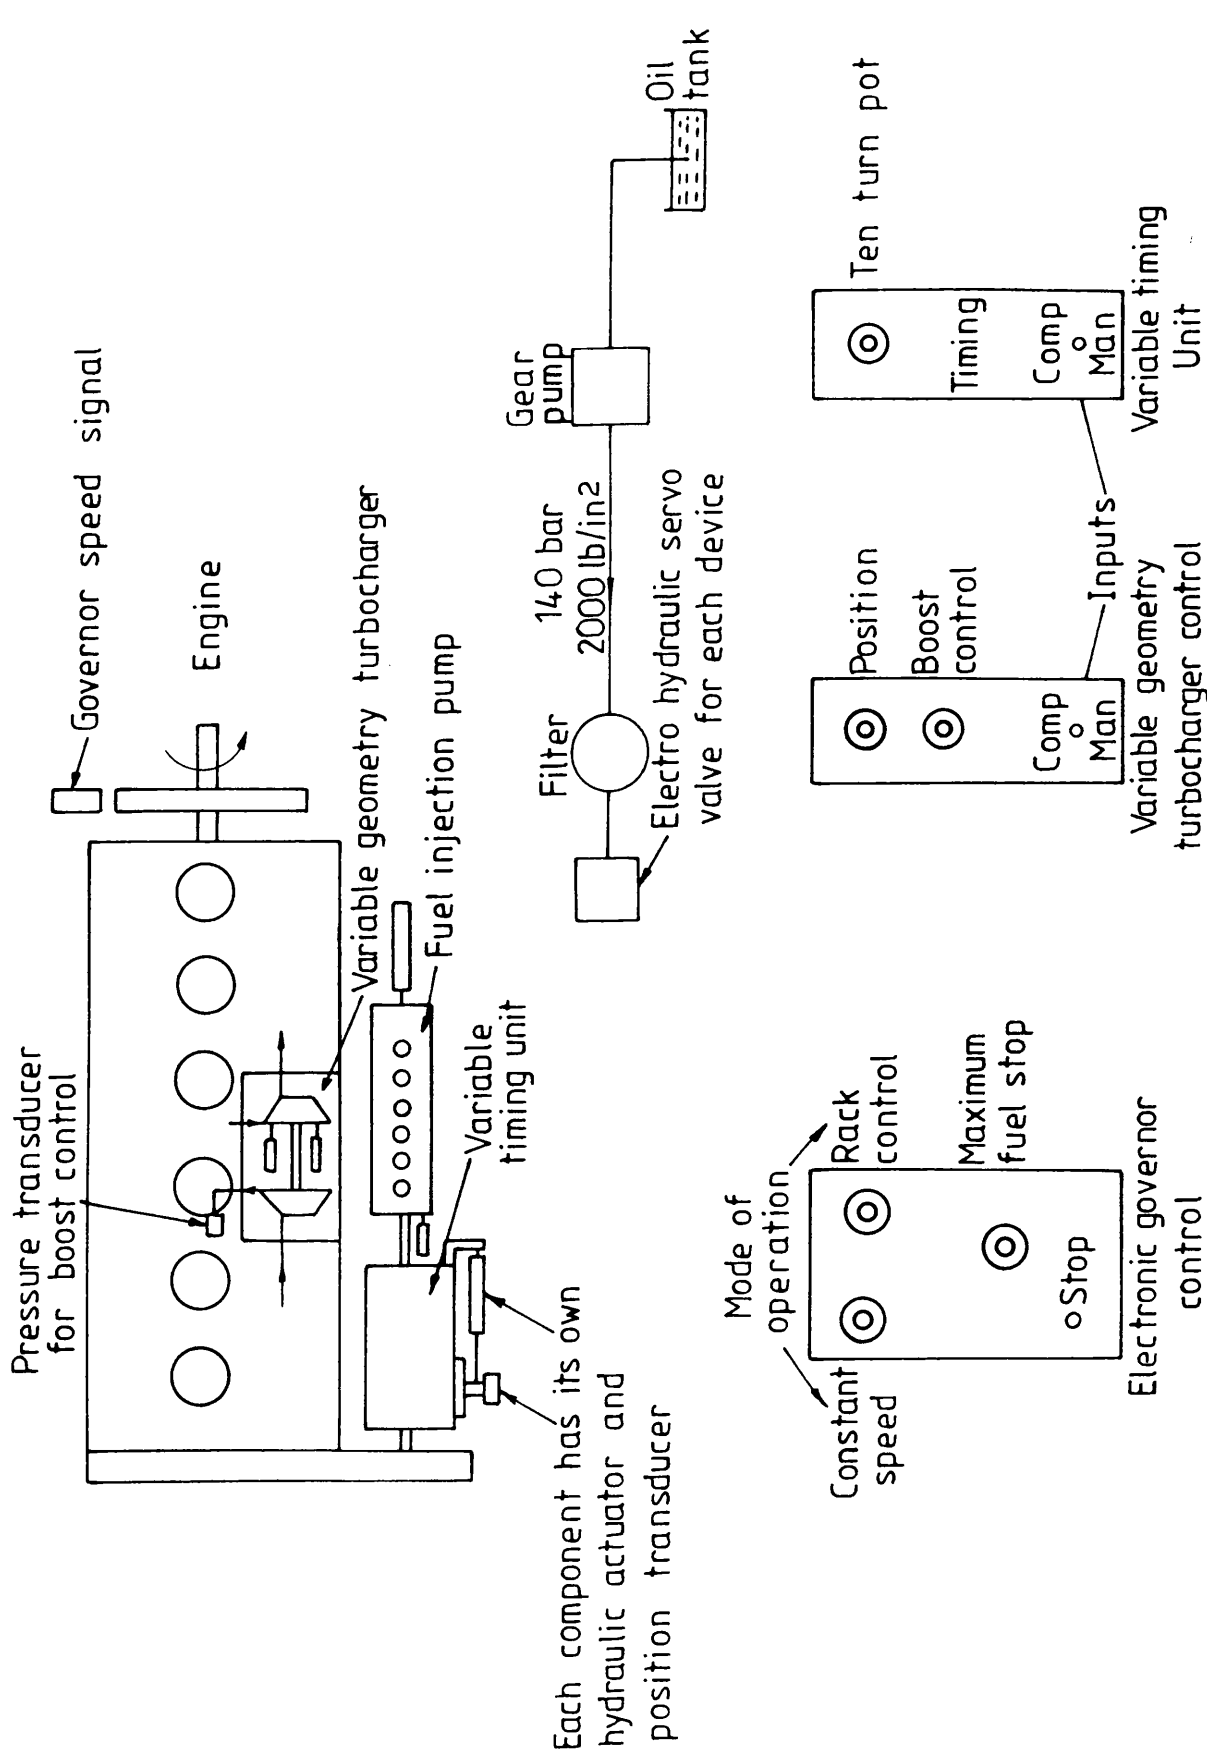 Pressure transducer
for boost control
Governor speed signal
Engine
Variable geometry turbocharger
Fuel injection pump
Variable
timing unit
Each component has its own
hydraulic actuator and
position transducer
Filter
140 bar
2000 lb/in2
Gear
pump
Oil
tank
Electro hydraulic servo
valve for each device
Mode of
operation
Constant
speed
Rack
control
Maximum
fuel stop
Stop
Electronic governor
control
Position
Boost
control
Comp
Man
Variable geometry
turbocharger control
Inputs
Ten turn pot
Timing
Comp
Man
Variable timing
Unit